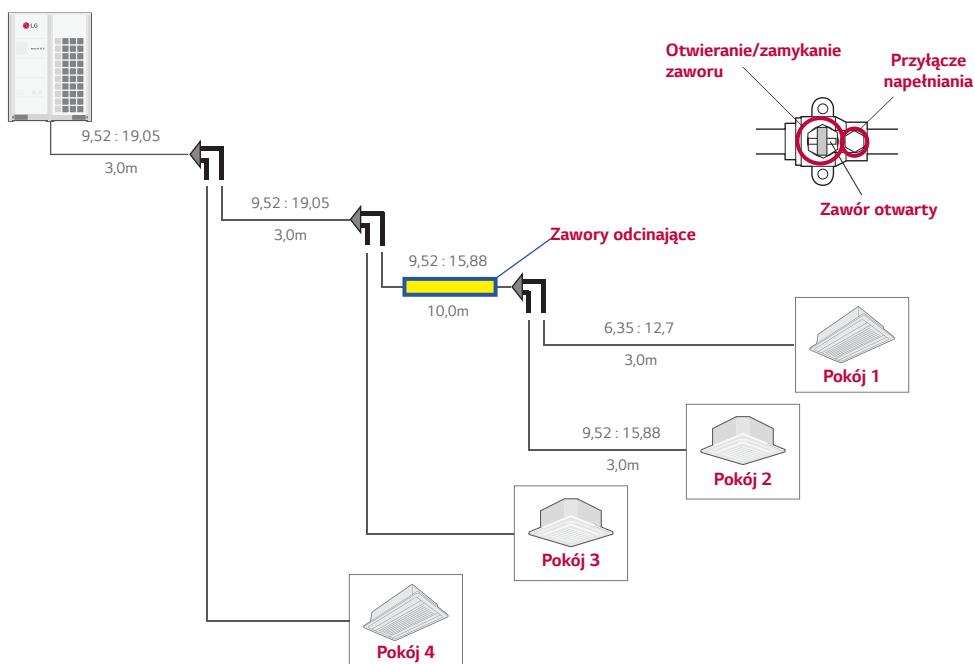 LG
9,52 : 19,05
3,0m
9,52 : 19,05
3,0m
9,52 : 15,88
10,0m
Zawory odcinające
Otwieranie/zamykanie
zaworu
Przyłącze
napełniania
Zawór otwarty
6,35 : 12,7
3,0m
Pokój 1
9,52 : 15,88
3,0m
Pokój 2
Pokój 3
Pokój 4